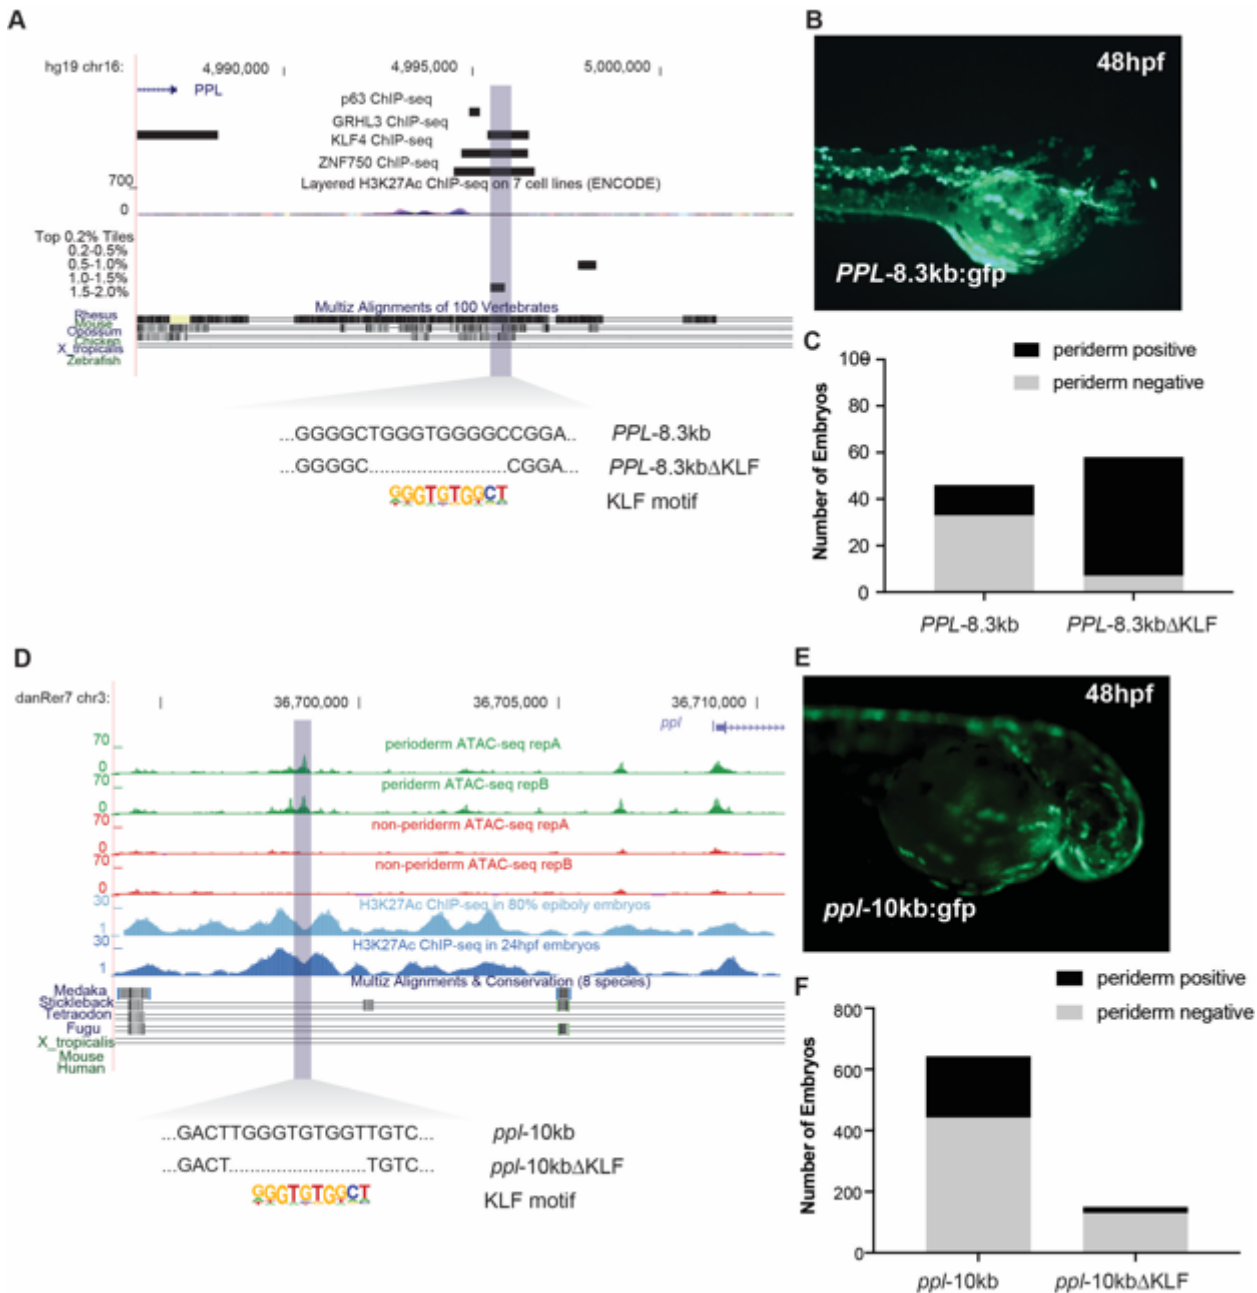 A
hg19 chr16: 4,990,000 4,995,000 5,000,000
PPL
p63 ChIP-seq
GRHL3 ChIP-seq
KLF4 ChIP-seq
ZNF750 ChIP-seq
Layered H3K27Ac ChIP-seq on 7 cell lines (ENCODE)
700
0
Top 0.2% Tiles
0.2-0.5%
0.5-1.0%
1.0-1.5%
1.5-2.0%
Multiz Alignments of 100 Vertebrates
Rhesus
Mouse
Opossum
Chicken
X_tropicalis
Zebrafish
...GGGGCTGGGTGGGGCCGGA.. PPL-8.3kb
...GGGGC........................CGGA... PPL-8.3kbΔKLF
GGGTGTGGCT KLF motif
B
48hpf
PPL-8.3kb:gfp
C
periderm positive
periderm negative
Number of Embryos
100
80
60
40
20
0
PPL-8.3kb PPL-8.3kbΔKLF
D
danRer7 chr3: 36,700,000 36,705,000 36,710,000
ppl
70
perioderm ATAC-seq repA
0
70
periderm ATAC-seq repB
0
70
non-periderm ATAC-seq repA
0
70
non-periderm ATAC-seq repB
0
30
H3K27Ac ChIP-seq in 80% epiboly embryos
1
30
H3K27Ac ChIP-seq in 24hpf embryos
1
Multiz Alignments & Conservation (8 species)
Medaka
Stickleback
Tetraodon
Fugu
X_tropicalis
Mouse
Human
...GACTTGGGTGTGGTTGTC... ppl-10kb
...GACT........................TGTC... ppl-10kbΔKLF
GGGTGTGGCT KLF motif
E
48hpf
ppl-10kb:gfp
F
periderm positive
periderm negative
Number of Embryos
800
600
400
200
0
ppl-10kb ppl-10kbΔKLF